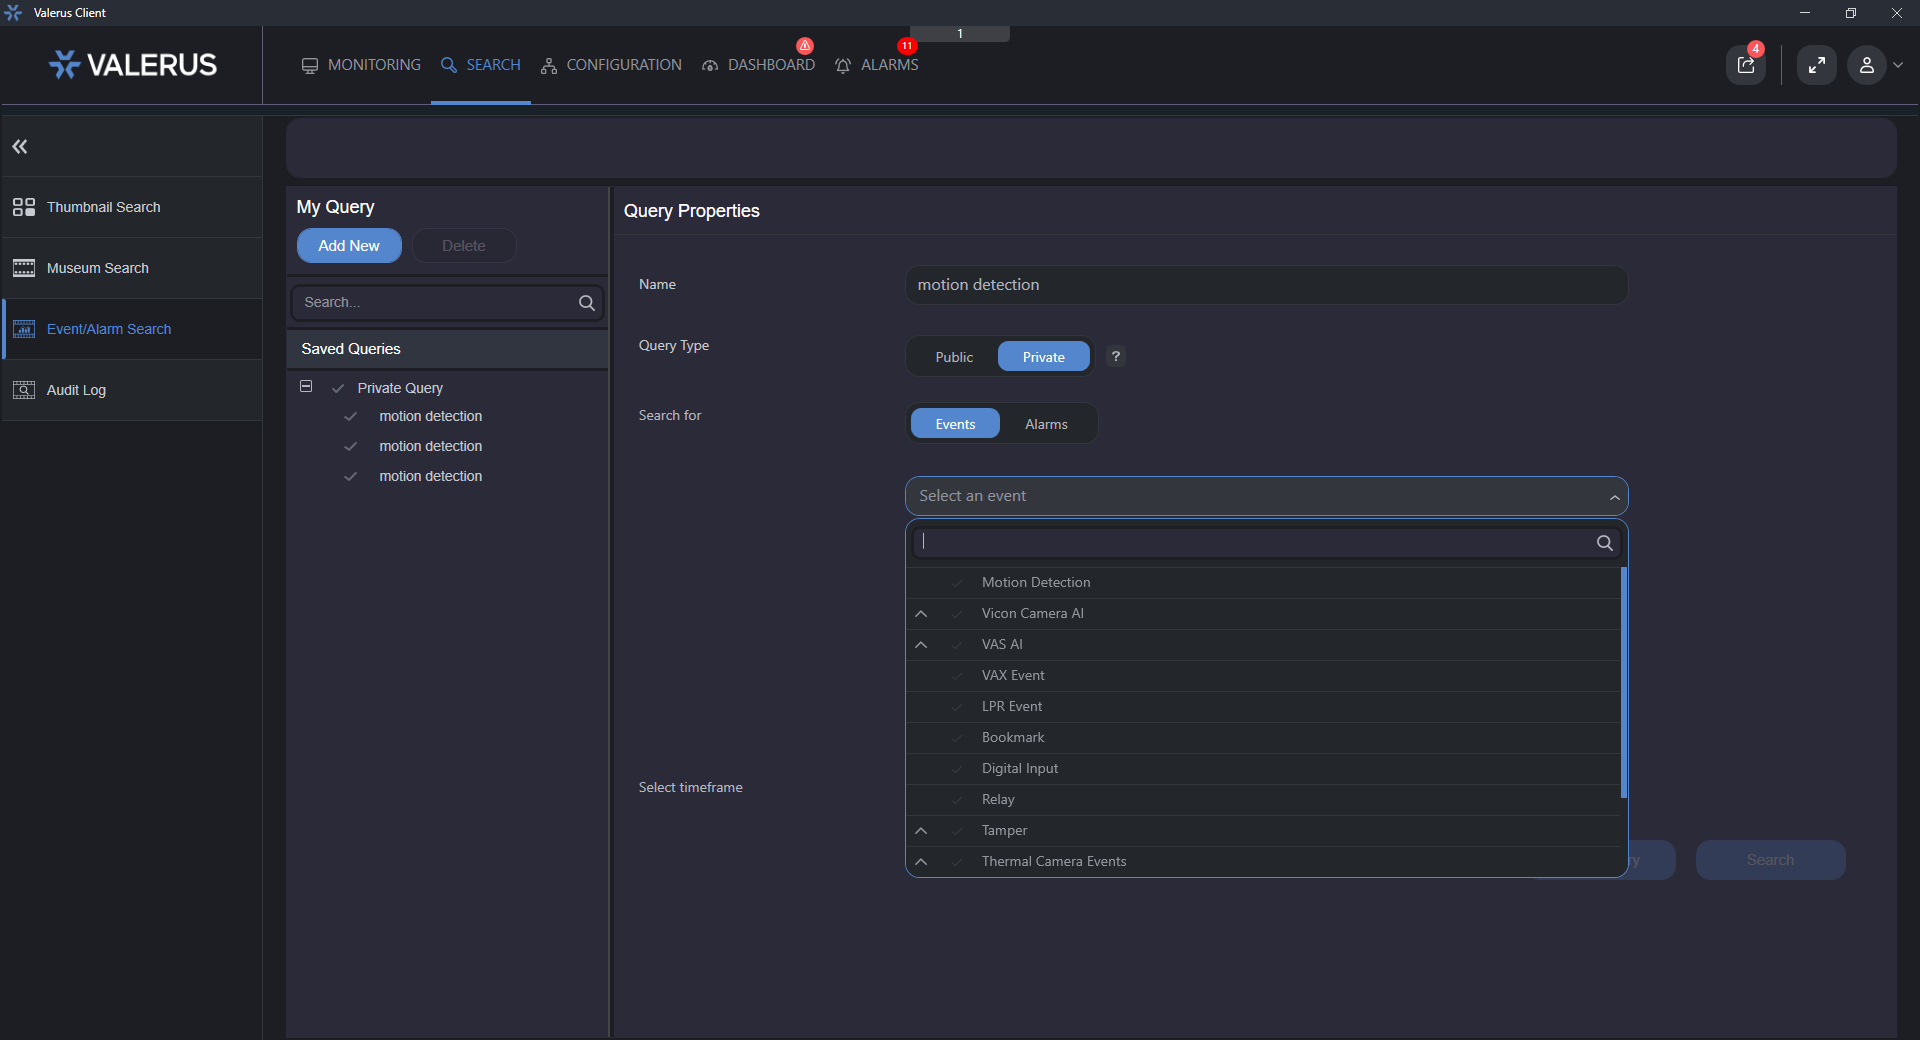 Valerus Client
1
VALERUS
MONITORING
SEARCH
CONFIGURATION
DASHBOARD
11
ALARMS
4
Thumbnail Search
Museum Search
Event/Alarm Search
Audit Log
My Query
Add New
Delete
Search...
Saved Queries
Private Query
motion detection
motion detection
motion detection
Query Properties
Name
motion detection
Query Type
Public
Private
?
Search for
Events
Alarms
Select an event
Motion Detection
Vicon Camera AI
VAS AI
VAX Event
LPR Event
Bookmark
Digital Input
Relay
Tamper
Thermal Camera Events
Select timeframe
ry
Search